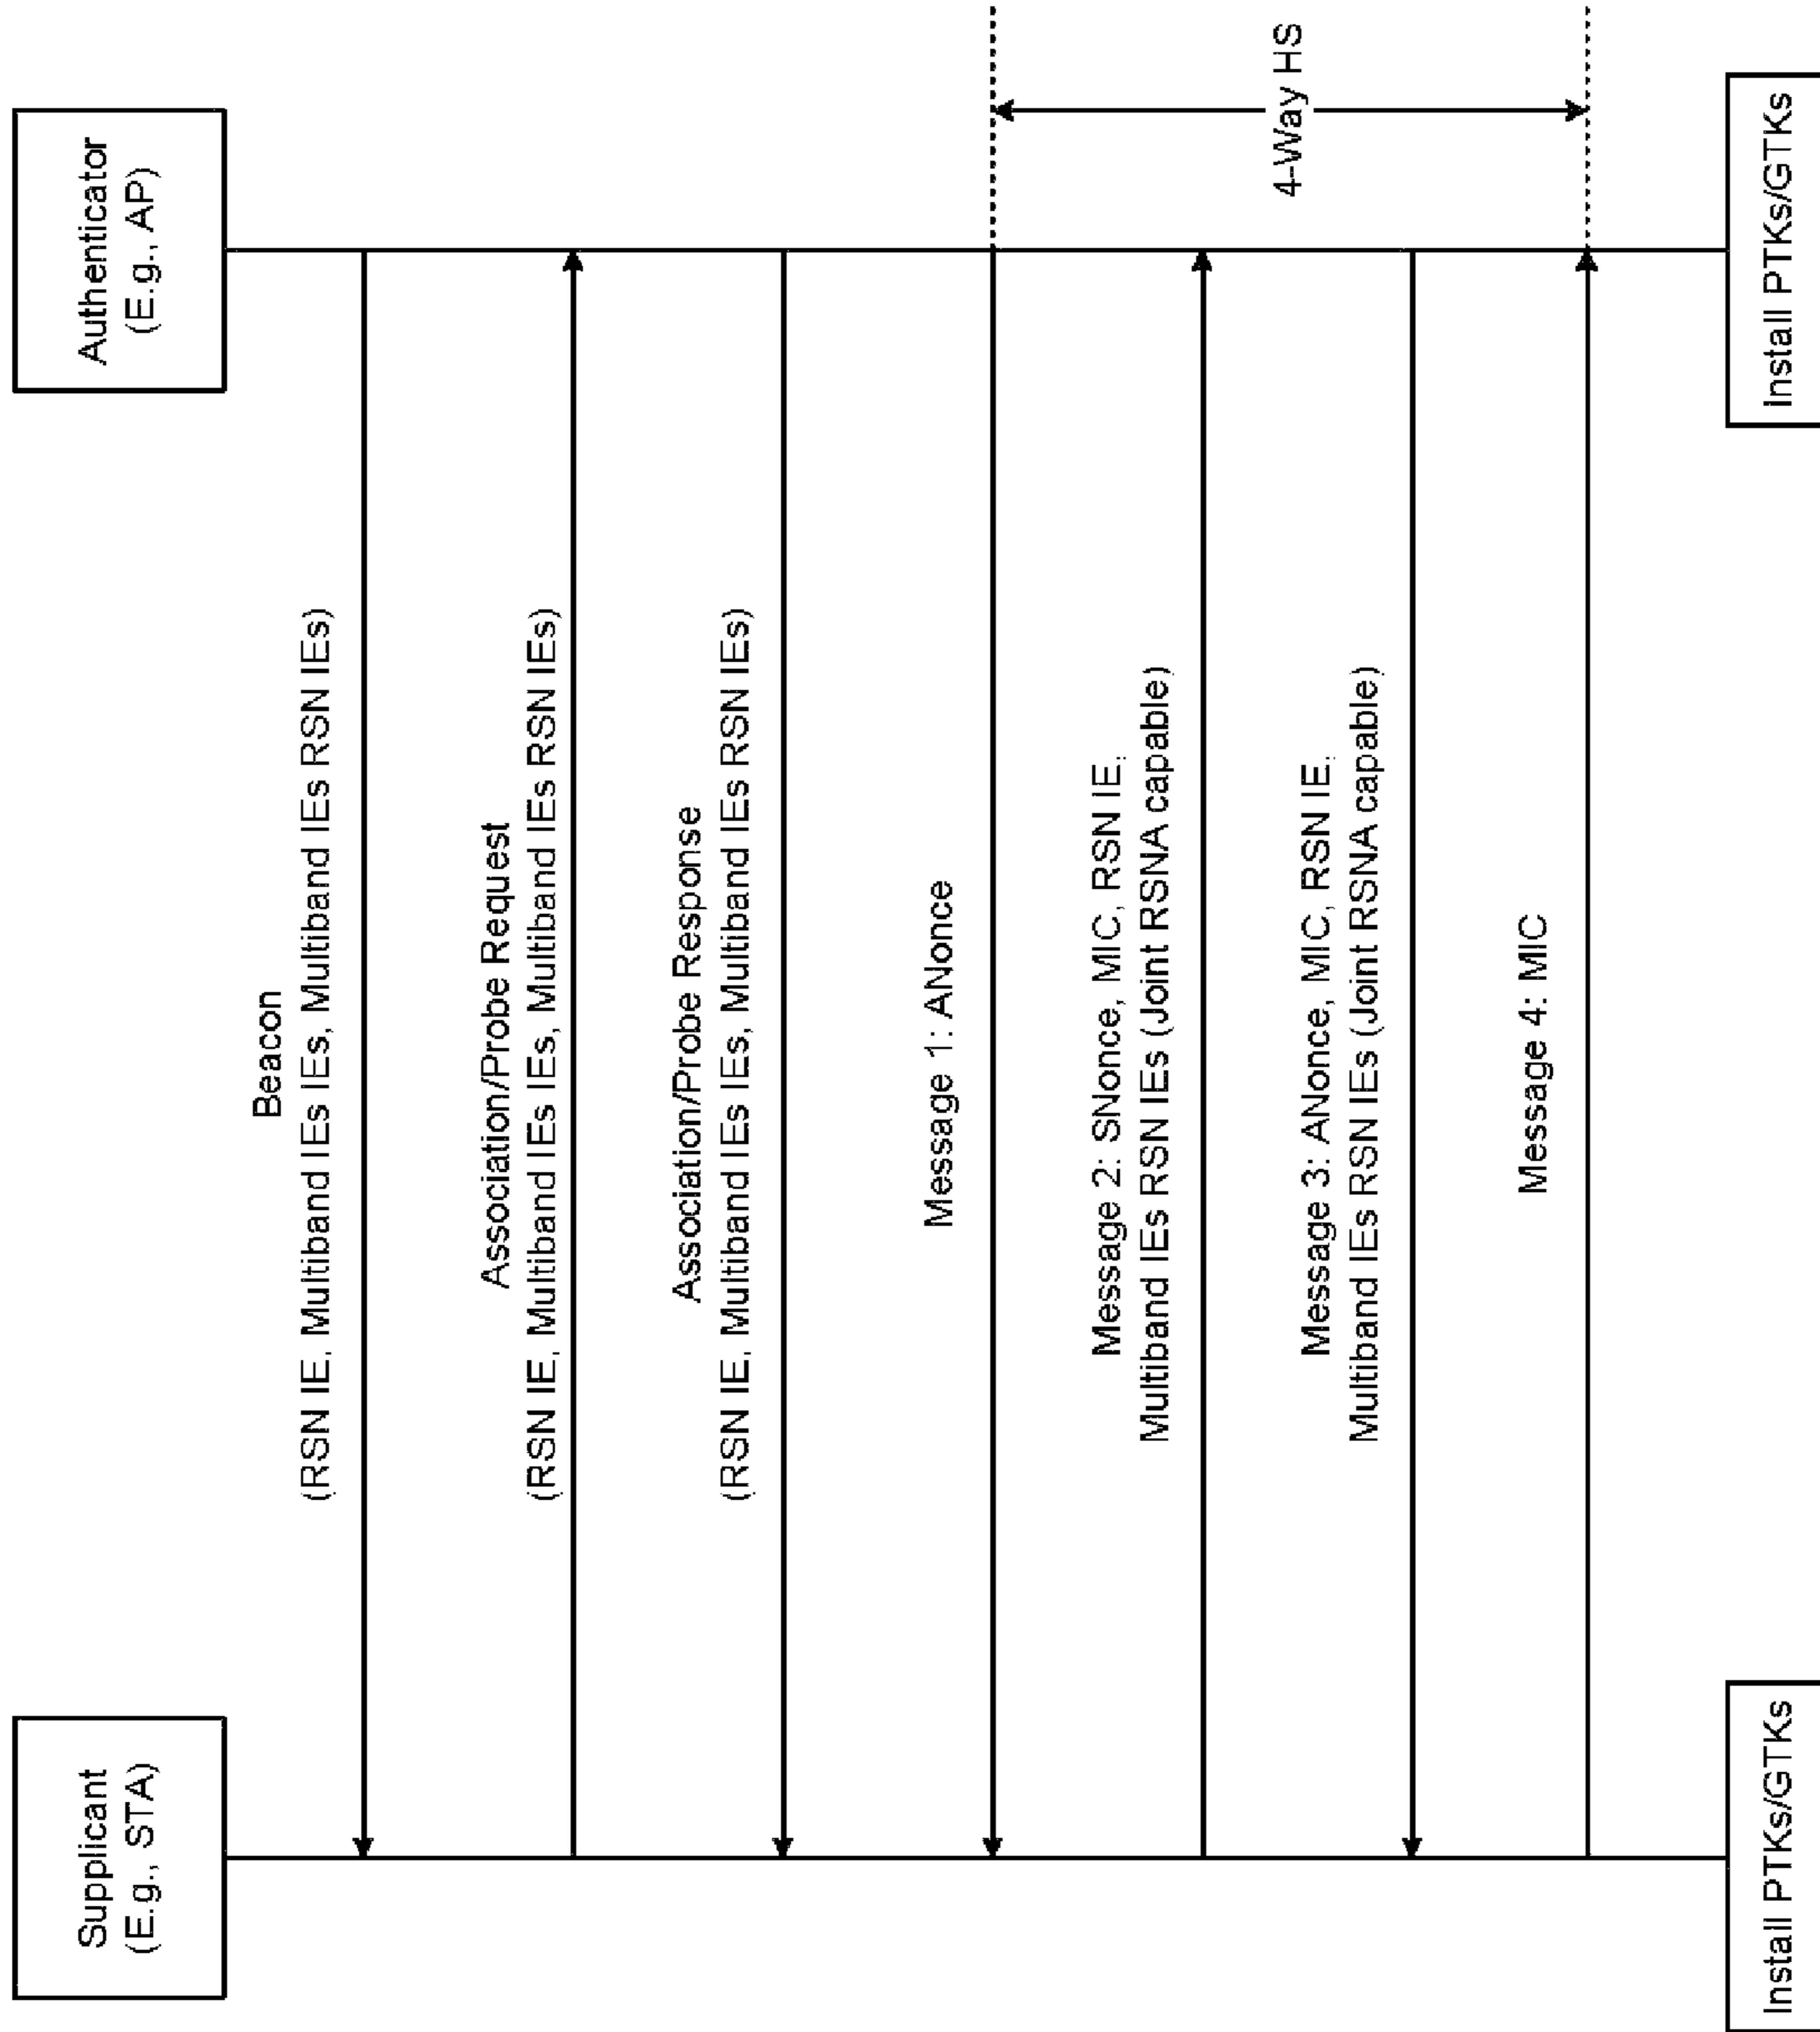 Supplicant
(E.g., STA)
Authenticator
(E.g., AP)
Beacon
(RSN IE, Multiband IEs IEs, Multiband IEs RSN IEs)
Association/Probe Request
(RSN IE, Multiband IEs IEs, Multiband IEs RSN IEs)
Association/Probe Response
(RSN IE, Multiband IEs IEs, Multiband IEs RSN IEs)
Message 1: ANonce
Message 2: SNonce, MIC, RSN IE,
Multiband IEs RSN IEs (Joint RSNA capable)
4-Way HS
Message 3: ANonce, MIC, RSN IE,
Multiband IEs RSN IEs (Joint RSNA capable)
Message 4: MIC
Install PTKs/GTKs
Install PTKs/GTKs